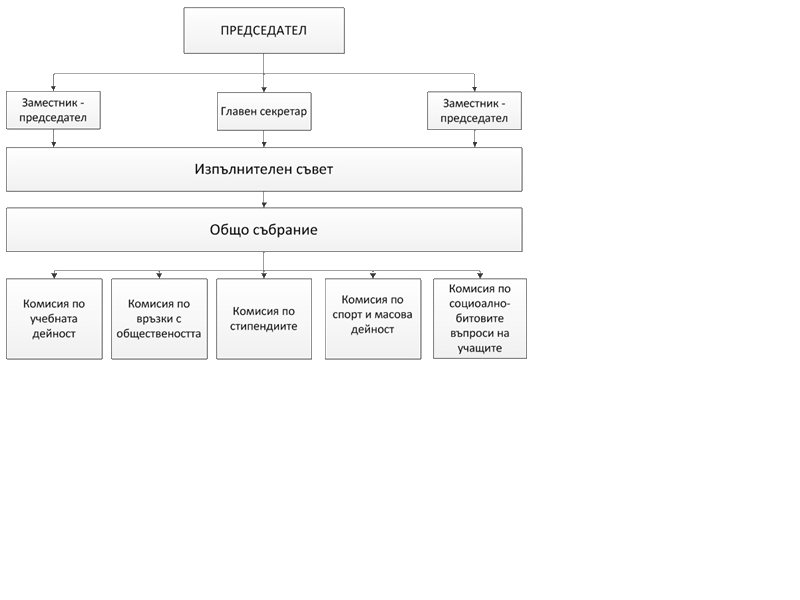 ПРЕДСЕДАТЕЛ
Заместник -
председател
Главен секретар
Заместник -
председател
Изпълнителен съвет
Общо събрание
Комисия по
учебната
дейност
Комисия по
връзки с
обществеността
Комисия по
стипендиите
Комисия по
спорт и масова
дейност
Комисия по
социално-
битовите
въпроси на
учащите